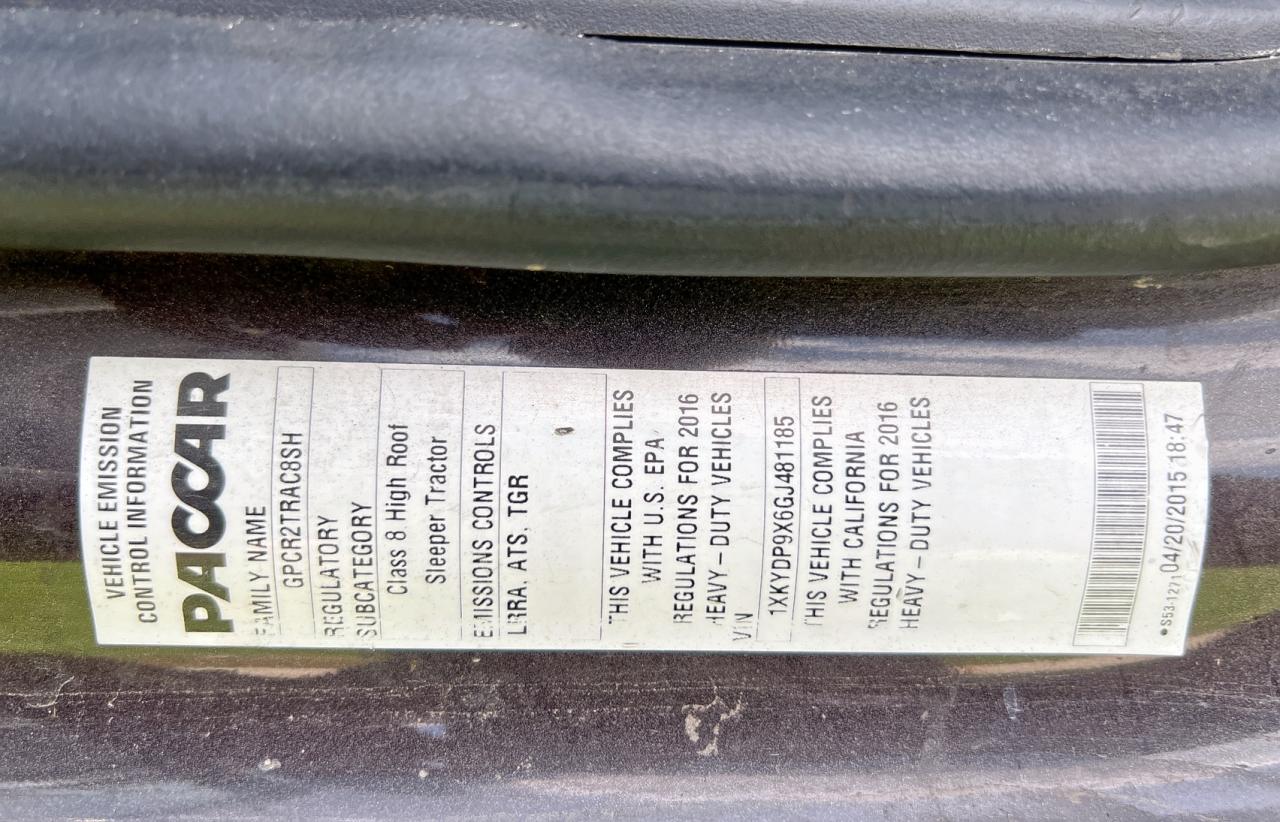 VEHICLE EMISSION
CONTROL INFORMATION
PACCAR
FAMILY NAME
GPCR2TRAC8SH
REGULATORY
SUBCATEGORY
Class 8 High Roof
Sleeper Tractor
EMISSIONS CONTROLS
LRRA, ATS, TGR
THIS VEHICLE COMPLIES
WITH U.S. EPA
REGULATIONS FOR 2016
HEAVY–DUTY VEHICLES
VIN
1XKYDP9X6GJ481185
THIS VEHICLE COMPLIES
WITH CALIFORNIA
REGULATIONS FOR 2016
HEAVY–DUTY VEHICLES
04/20/2015 18:47